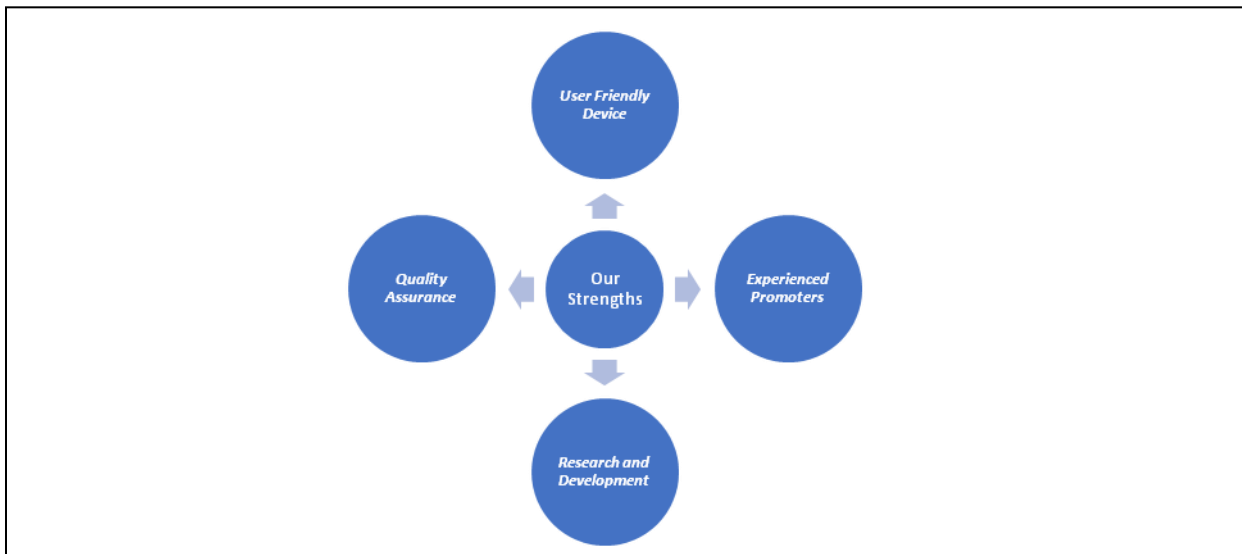 User Friendly
Device
Quality
Assurance
Our
Strengths
Experienced
Promoters
Research and
Development